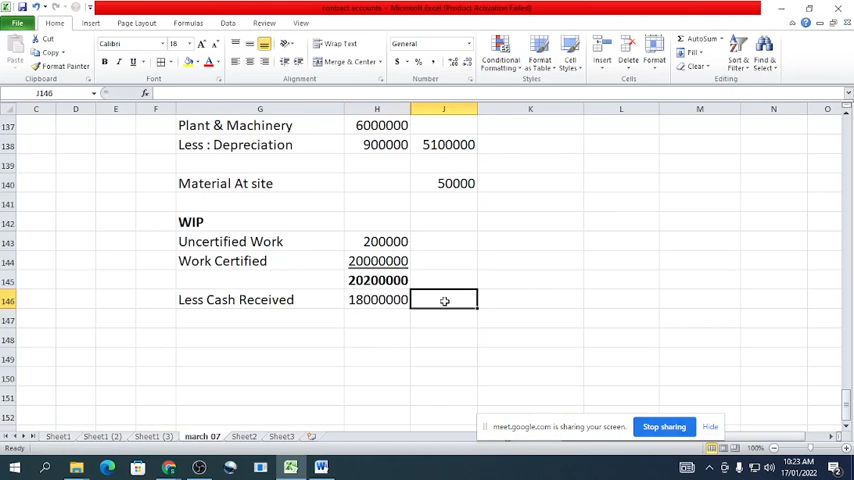 contract accounts - Microsoft Excel (Product Activation Failed)
File Home Insert Page Layout Formulas Data Review View
Cut
Copy
Format Painter
Paste
Clipboard
Calibri 18
B I U
Font
Wrap Text
Merge & Center
Alignment
General
$ % ,
Number
Conditional Formatting
Format as Table
Cell Styles
Styles
Insert Delete Format
Cells
AutoSum
Fill
Clear
Sort & Filter
Find & Select
Editing
J146 fx
C D E F G H J K L M N O
137 Plant & Machinery 6000000
138 Less : Depreciation 900000 5100000
139
140 Material At site 50000
141
142 WIP
143 Uncertified Work 200000
144 Work Certified 20000000
145 20200000
146 Less Cash Received 18000000
147
148
149
150
151
152
meet.google.com is sharing your screen. Stop sharing Hide
Sheet1 Sheet1 (2) Sheet1 (3) march 07 Sheet2 Sheet3
Ready 100%
10:23 AM
17/01/2022
2